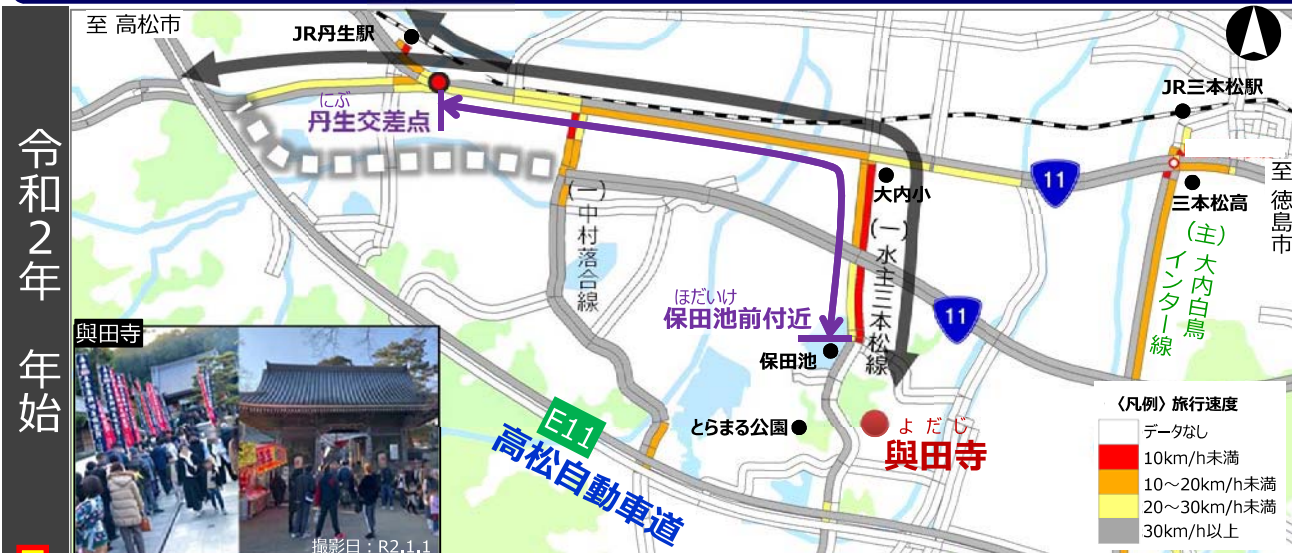 令和2年 年始
至 高松市
JR丹生駅
にぶ
丹生交差点
JR三本松駅
11
至 徳島市
大内小
三本松高
(主)大内白鳥
インター線
(一)中村落合線
(一)水主三本松線
ほだいけ
保田池前付近
11
保田池
與田寺
とらまる公園
よだじ
與田寺
E11
高松自動車道
撮影日:R2.1.1
〈凡例〉旅行速度
データなし
10km/h未満
10~20km/h未満
20~30km/h未満
30km/h以上